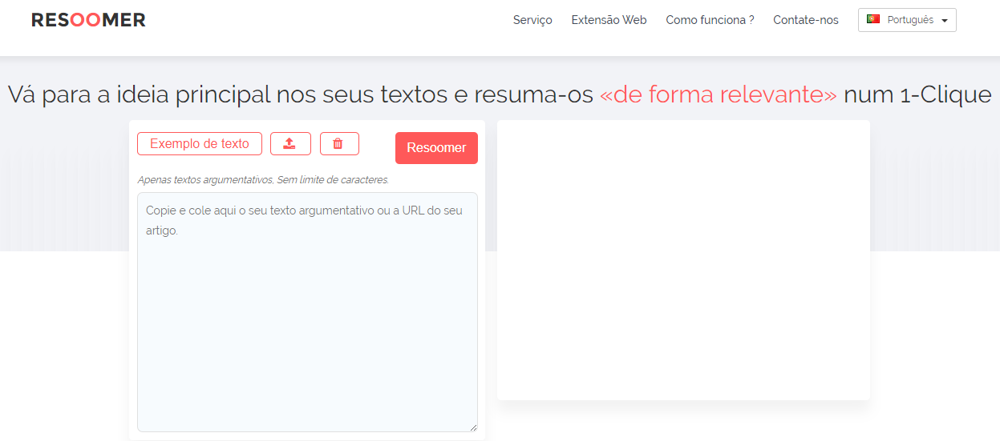 RESOOMER
Serviço Extensão Web Como funciona ? Contate-nos Português
Vá para a ideia principal nos seus textos e resuma-os «de forma relevante» num 1-Clique
Exemplo de texto Resoomer
Apenas textos argumentativos, Sem limite de caracteres.
Copie e cole aqui o seu texto argumentativo ou a URL do seu
artigo.